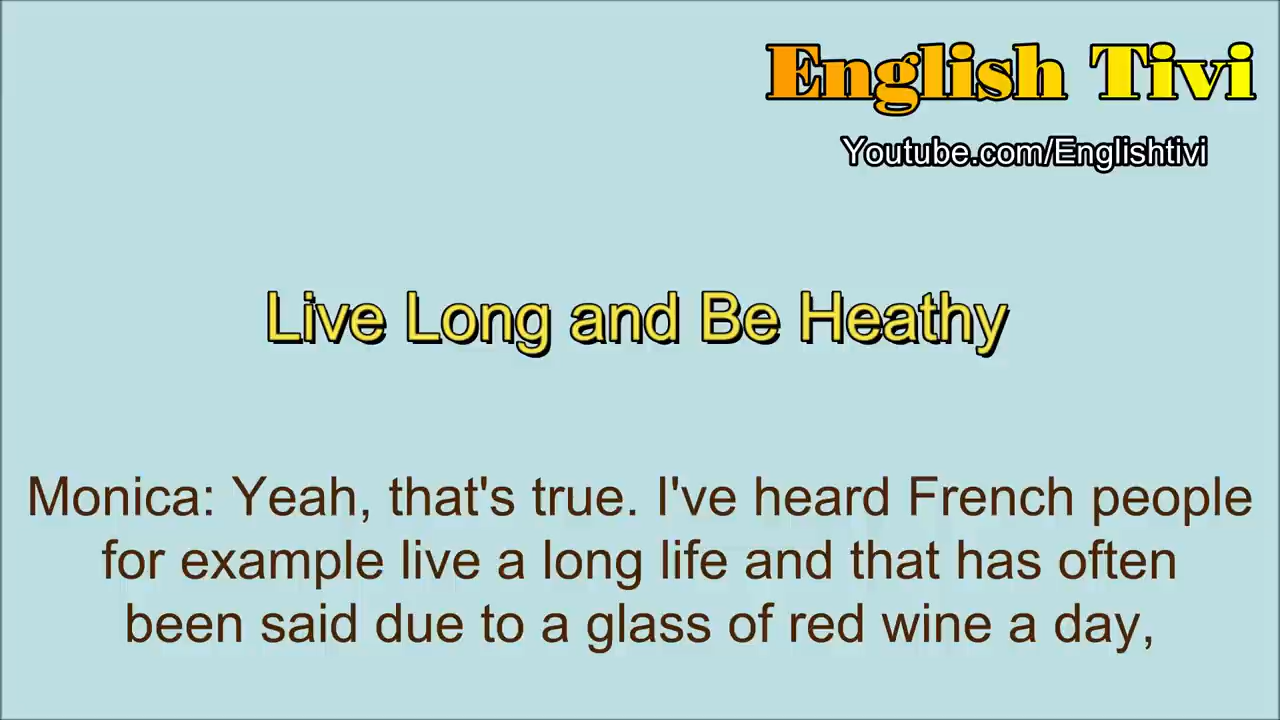 English Tivi
Youtube.com/Englishtivi
Live Long and Be Heathy
Monica: Yeah, that's true. I've heard French people
for example live a long life and that has often
been said due to a glass of red wine a day,